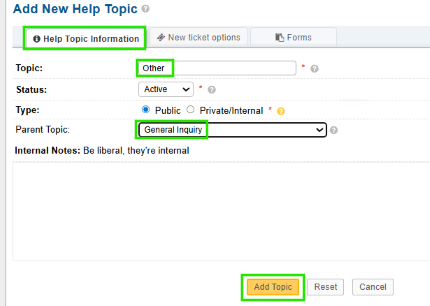 Add New Help Topic ?
Help Topic Information New ticket options Forms
Topic: Other * ?
Status: Active * ?
Type: Public Private/Internal * ?
Parent Topic: General Inquiry ?
Internal Notes: Be liberal, they're internal
Add Topic Reset Cancel